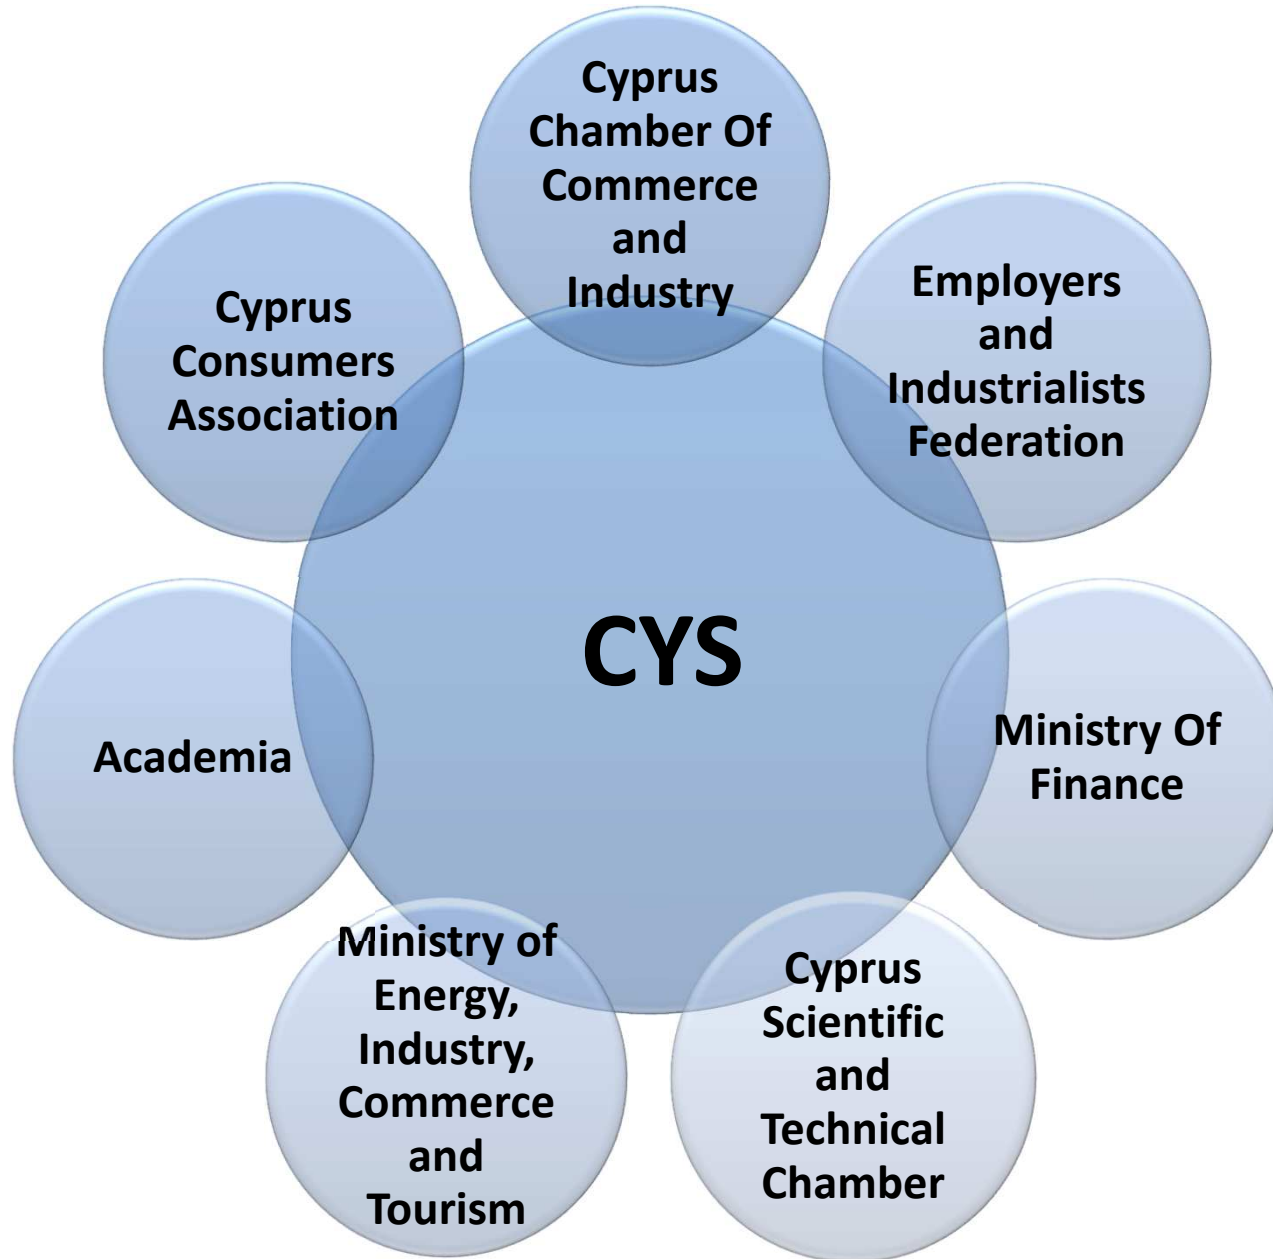 Cyprus
Chamber Of
Commerce
and
Industry
Employers
and
Industrialists
Federation
Ministry Of
Finance
Cyprus
Scientific
and
Technical
Chamber
Ministry of
Energy,
Industry,
Commerce
and
Tourism
Academia
Cyprus
Consumers
Association
CYS